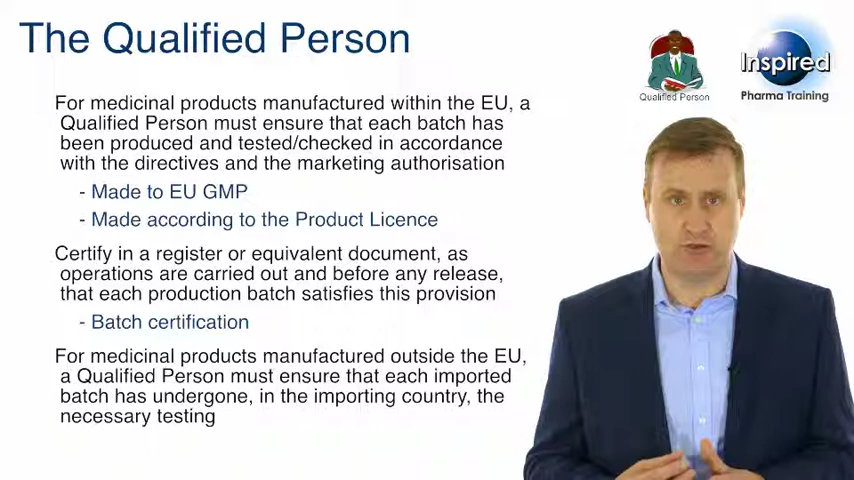 The Qualified Person
Qualified Person
Inspired
Pharma Training
For medicinal products manufactured within the EU, a
Qualified Person must ensure that each batch has
been produced and tested/checked in accordance
with the directives and the marketing authorisation
- Made to EU GMP
- Made according to the Product Licence
Certify in a register or equivalent document, as
operations are carried out and before any release,
that each production batch satisfies this provision
- Batch certification
For medicinal products manufactured outside the EU,
a Qualified Person must ensure that each imported
batch has undergone, in the importing country, the
necessary testing